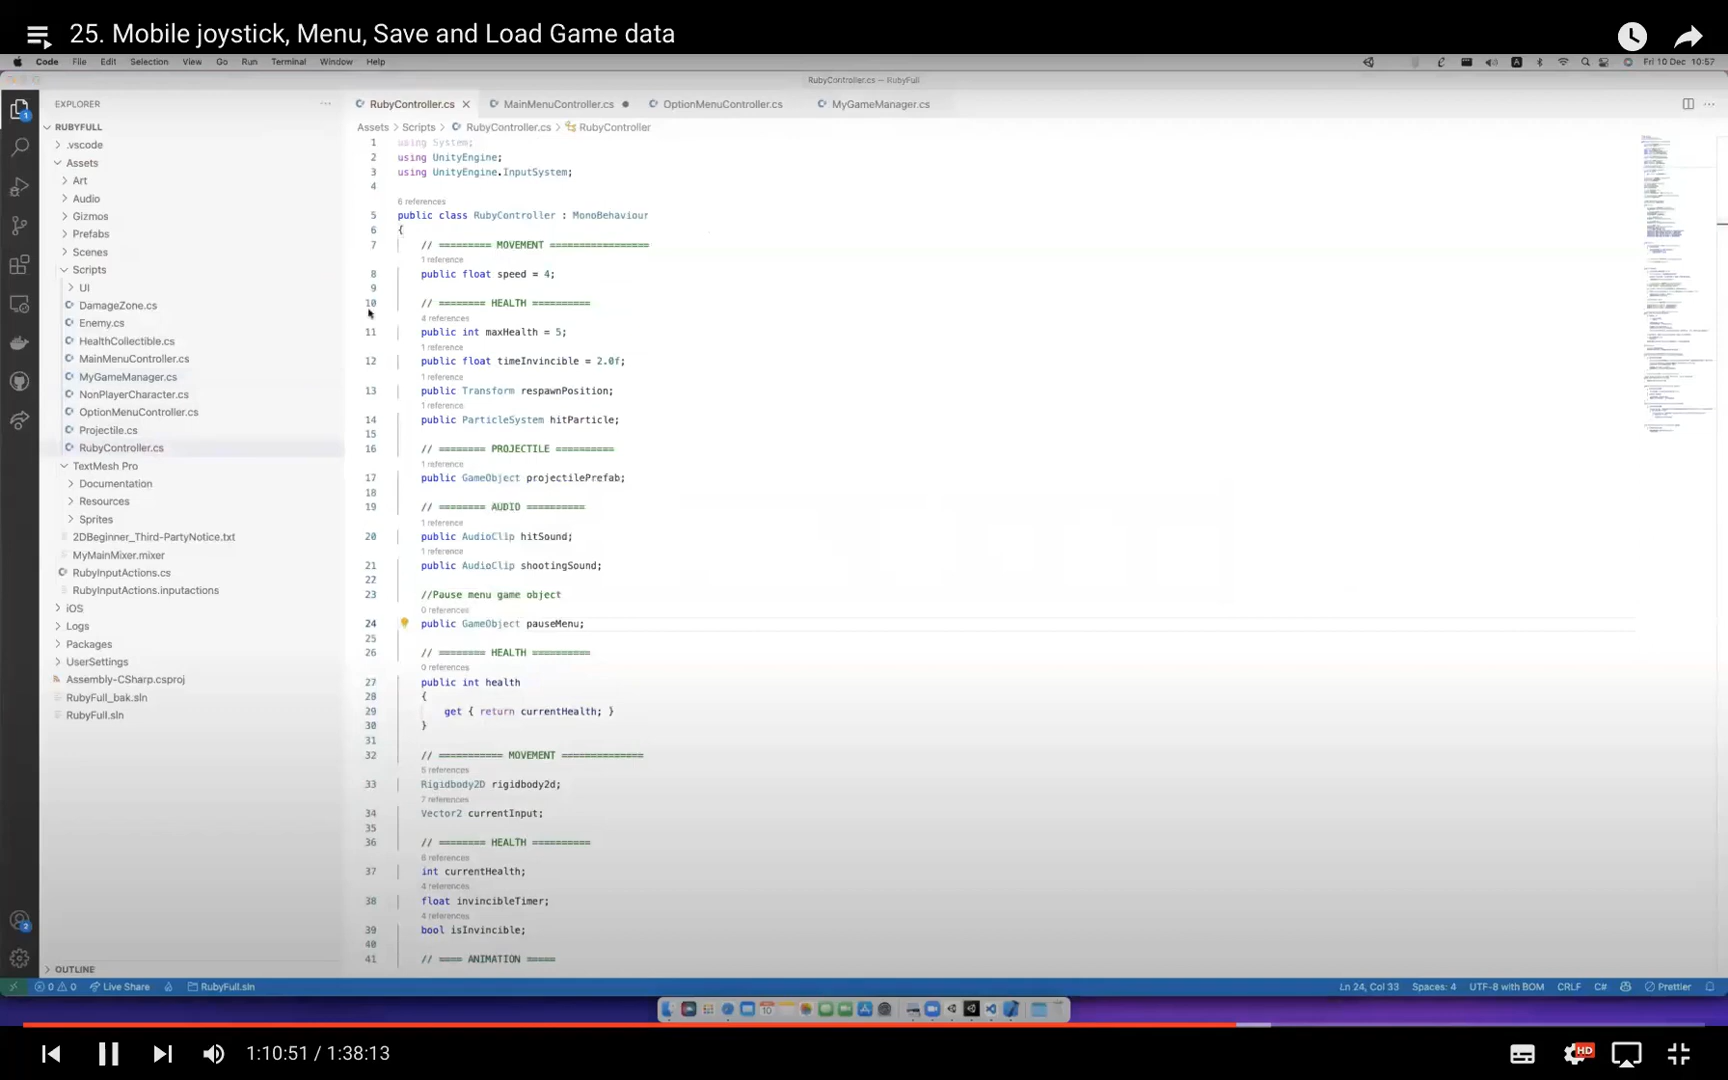 25. Mobile joystick, Menu, Save and Load Game data
Code File Edit Selection View Go Run Terminal Window Help
Fri 10 Dec 10:57
RubyController.cs — RubyFull
EXPLORER
RubyController.cs MainMenuController.cs OptionMenuController.cs MyGameManager.cs
RUBYFULL
Assets > Scripts > RubyController.cs > RubyController
.vscode
Assets
Art
Audio
Gizmos
Prefabs
Scenes
Scripts
UI
DamageZone.cs
Enemy.cs
HealthCollectible.cs
MainMenuController.cs
MyGameManager.cs
NonPlayerCharacter.cs
OptionMenuController.cs
Projectile.cs
RubyController.cs
TextMesh Pro
Documentation
Resources
Sprites
2DBeginner_Third-PartyNotice.txt
MyMainMixer.mixer
RubyInputActions.cs
RubyInputActions.inputactions
iOS
Logs
Packages
UserSettings
Assembly-CSharp.csproj
RubyFull_bak.sln
RubyFull.sln
OUTLINE
1 using System;
2 using UnityEngine;
3 using UnityEngine.InputSystem;
4
6 references
5 public class RubyController : MonoBehaviour
6 {
7 // ========= MOVEMENT =================
1 reference
8 public float speed = 4;
9
10 // ======== HEALTH ==========
4 references
11 public int maxHealth = 5;
1 reference
12 public float timeInvincible = 2.0f;
1 reference
13 public Transform respawnPosition;
1 reference
14 public ParticleSystem hitParticle;
15
16 // ======== PROJECTILE ==========
1 reference
17 public GameObject projectilePrefab;
18
19 // ======== AUDIO ==========
1 reference
20 public AudioClip hitSound;
1 reference
21 public AudioClip shootingSound;
22
23 //Pause menu game object
0 references
24 public GameObject pauseMenu;
25
26 // ======== HEALTH ==========
0 references
27 public int health
28 {
29 get { return currentHealth; }
30 }
31
32 // =========== MOVEMENT ==============
5 references
33 Rigidbody2D rigidbody2d;
7 references
34 Vector2 currentInput;
35
36 // ======== HEALTH ==========
8 references
37 int currentHealth;
4 references
38 float invincibleTimer;
4 references
39 bool isInvincible;
40
41 // ==== ANIMATION =====
0 0 Live Share RubyFull.sln
Ln 24, Col 33 Spaces: 4 UTF-8 with BOM CRLF C# Prettier
1:10:51 / 1:38:13
HD